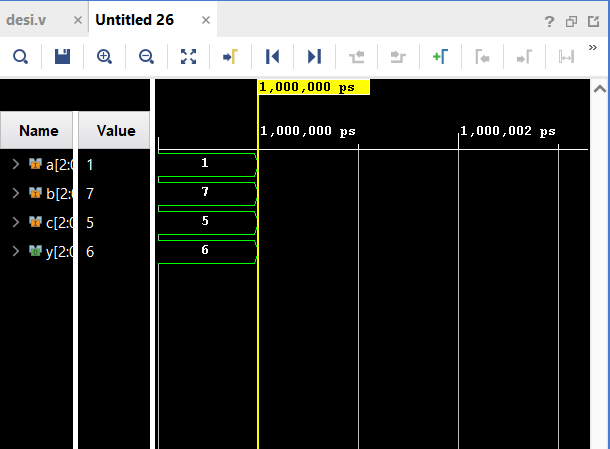 desi.v × Untitled 26 × ? 
»
1,000,000 ps
1,000,000 ps 1,000,002 ps
Name Value
a[2:0 1 1
b[2:0 7 7
c[2:0 5 5
y[2:0 6 6